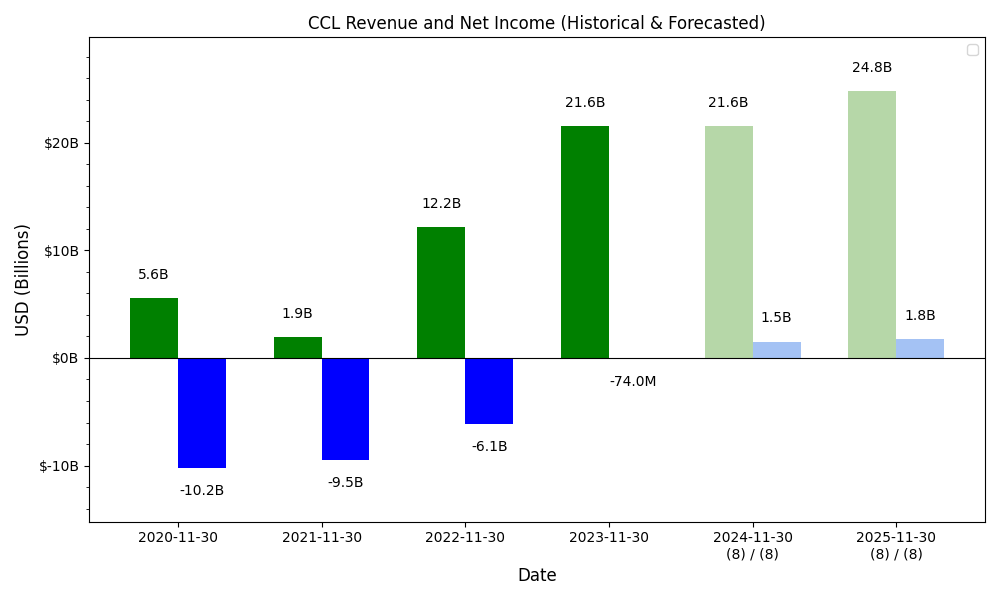 CCL Revenue and Net Income (Historical & Forecasted)
USD (Billions)
$20B
$10B
$0B
$-10B
5.6B
1.9B
12.2B
21.6B
21.6B
24.8B
-10.2B
-9.5B
-6.1B
-74.0M
1.5B
1.8B
2020-11-30
2021-11-30
2022-11-30
2023-11-30
2024-11-30
(8) / (8)
2025-11-30
(8) / (8)
Date